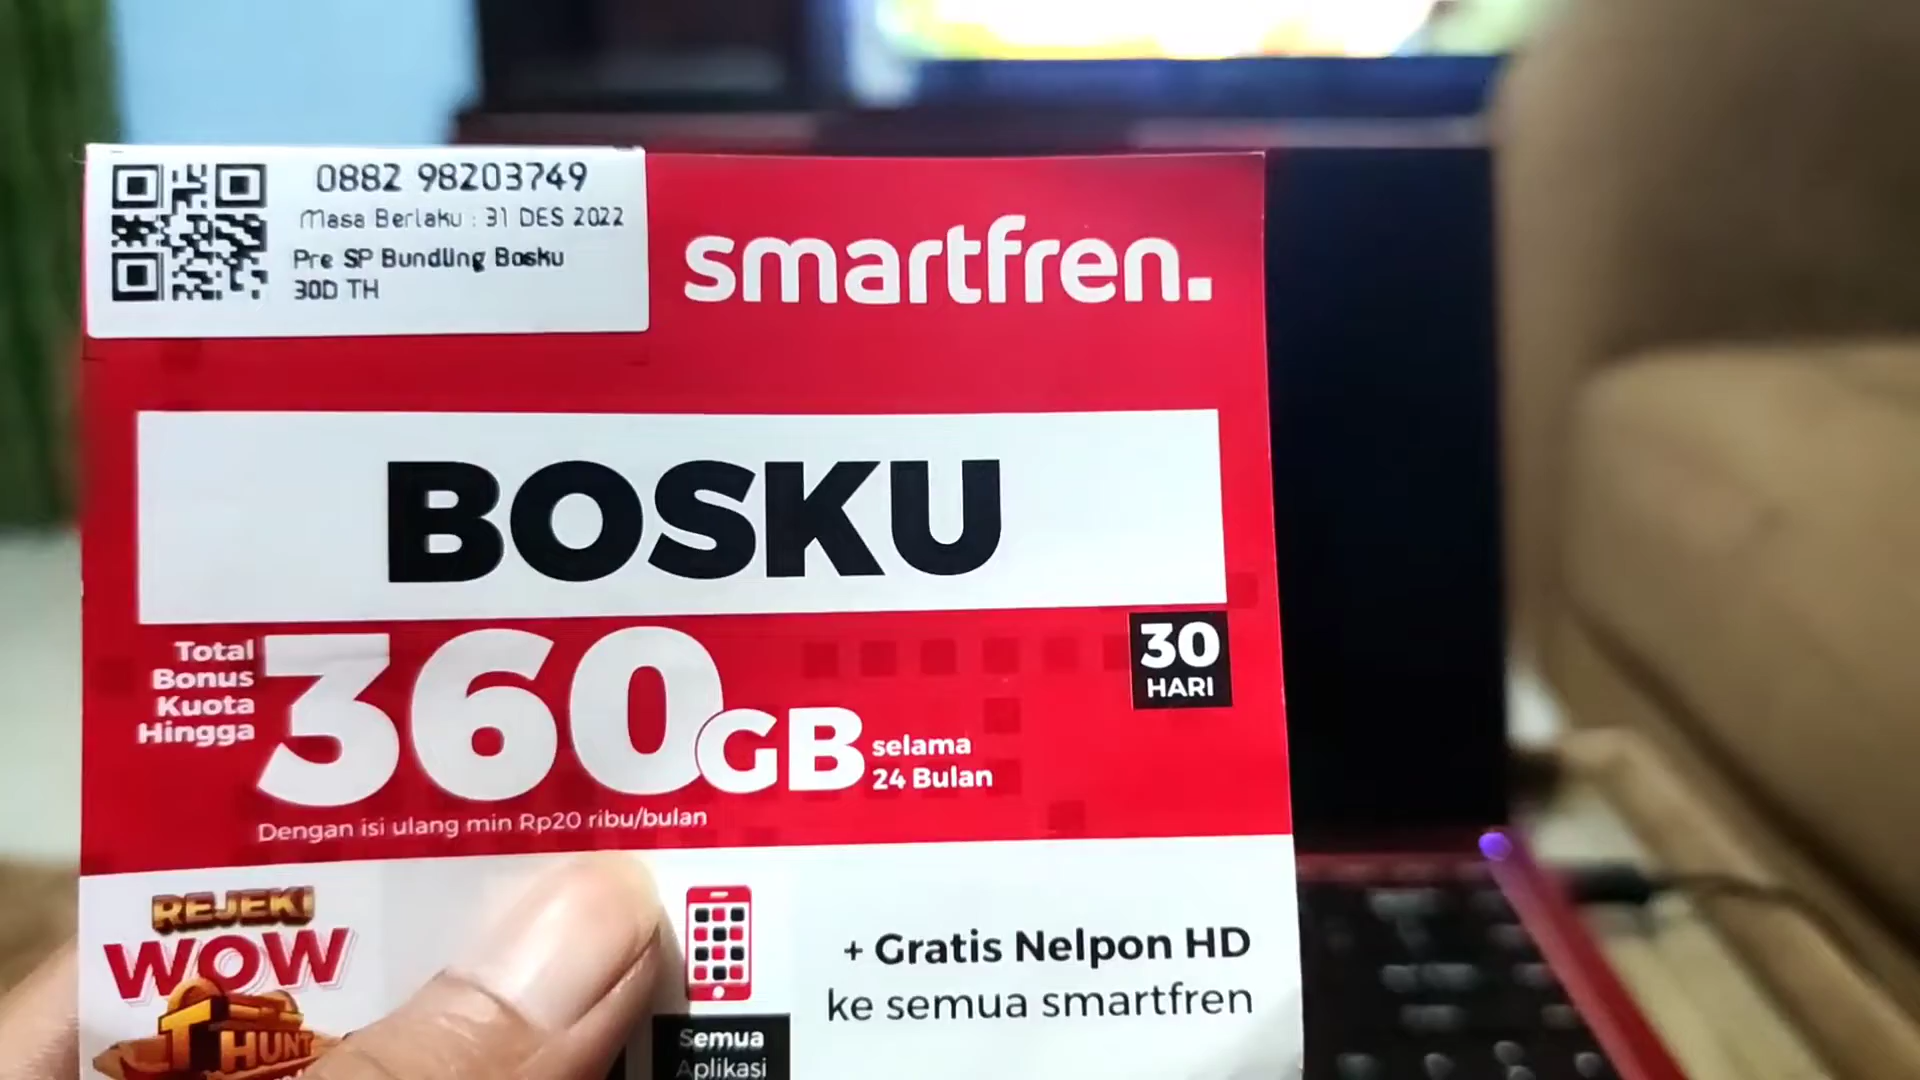 0882 98203749
Masa Berlaku : 31 DES 2022
Pre SP Bundling Bosku
30D TH
smartfren.
BOSKU
Total
Bonus
Kuota
Hingga
360GB
selama
24 Bulan
30
HARI
Dengan isi ulang min Rp20 ribu/bulan
REJEKI
WOW
HUNT
Semua
Aplikasi
+ Gratis Nelpon HD
ke semua smartfren